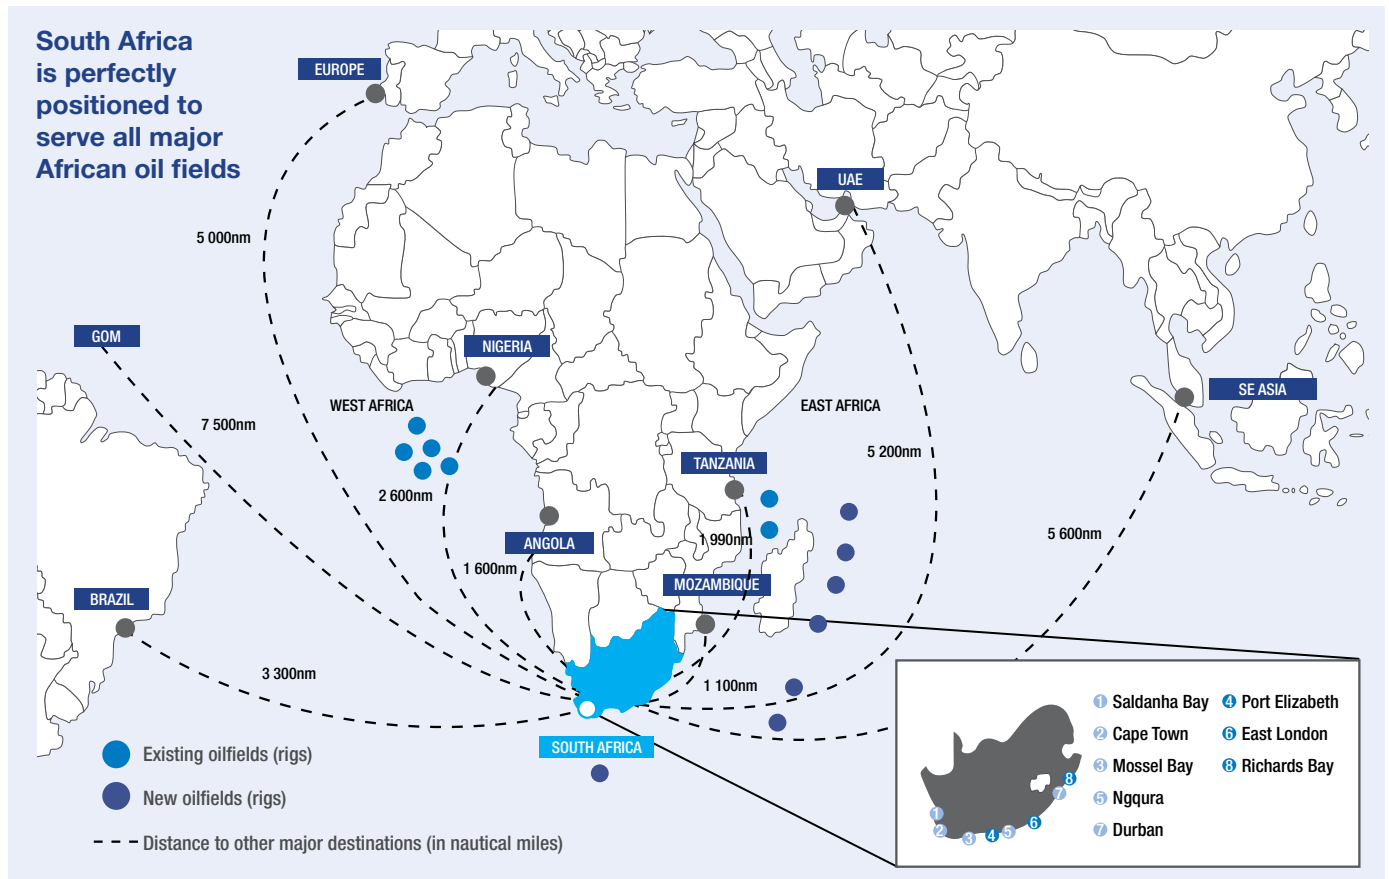 South Africa
is perfectly
positioned to
serve all major
African oil fields
EUROPE
UAE
5 000nm
GOM
NIGERIA
SE ASIA
WEST AFRICA
EAST AFRICA
7 500nm
5 200nm
TANZANIA
2 600nm
5 600nm
1 990nm
ANGOLA
1 600nm
MOZAMBIQUE
BRAZIL
3 300nm
1 100nm
SOUTH AFRICA
Existing oilfields (rigs)
New oilfields (rigs)
Distance to other major destinations (in nautical miles)
1 Saldanha Bay
2 Cape Town
3 Mossel Bay
5 Ngqura
7 Durban
4 Port Elizabeth
6 East London
8 Richards Bay
8
7
1
2
3
4
5
6